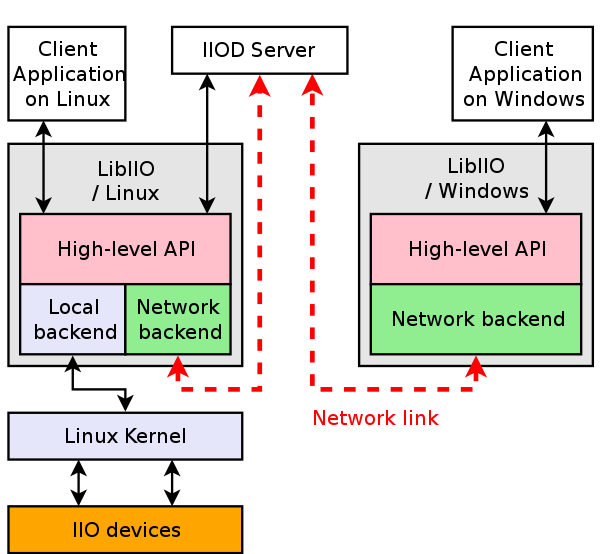 Client
Application
on Linux
IIOD Server
Client
Application
on Windows
LibIIO
/ Linux
LibIIO
/ Windows
High-level API
High-level API
Local
backend
Network
backend
Network backend
Network link
Linux Kernel
IIO devices